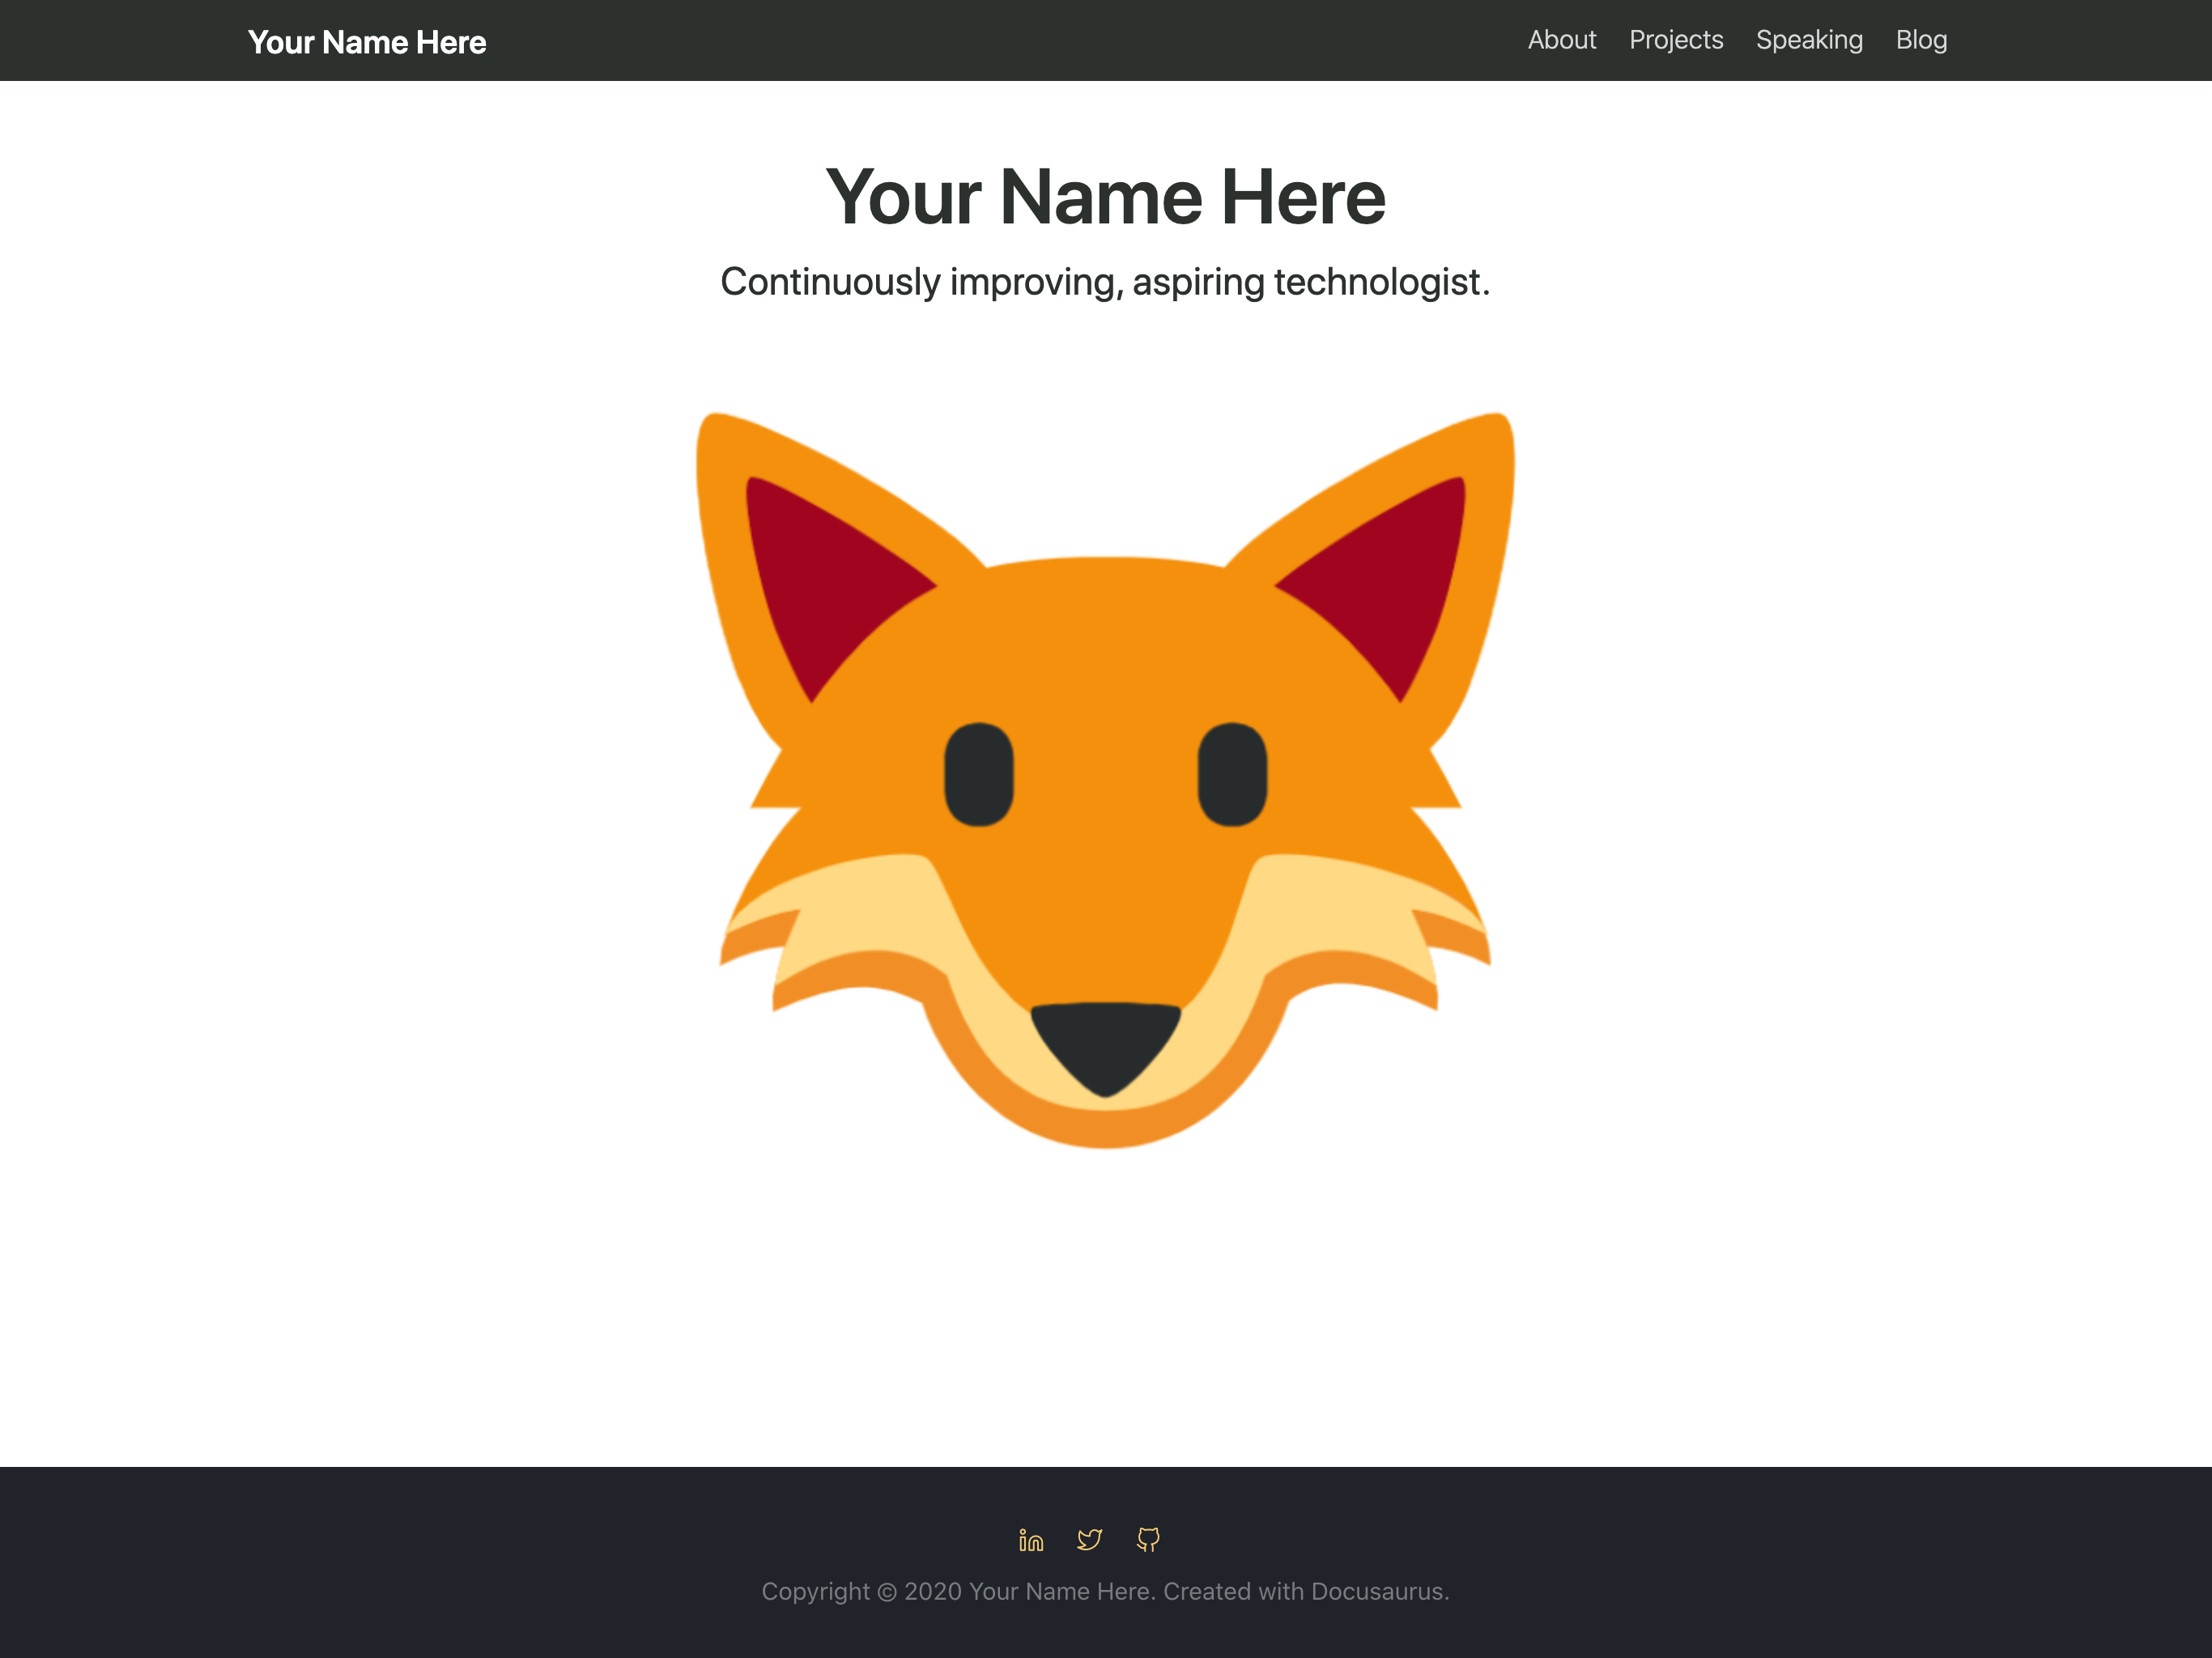 Your Name Here
About Projects Speaking Blog
Your Name Here
Continuously improving, aspiring technologist.
in
Copyright © 2020 Your Name Here. Created with Docusaurus.